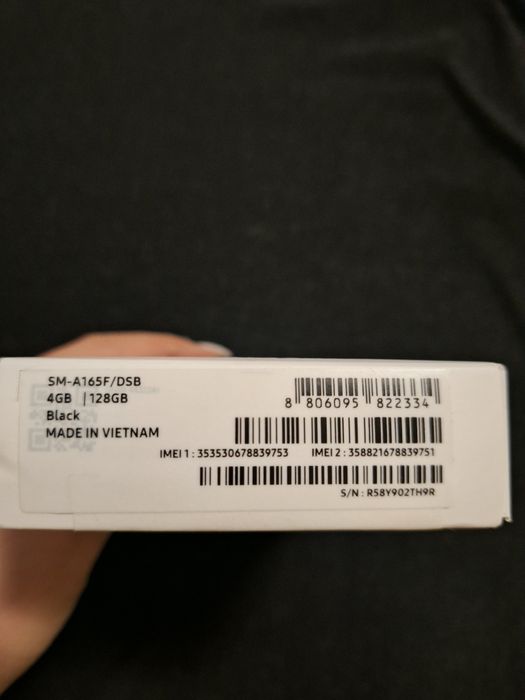 SM-A165F/DSB
4GB | 128GB
Black
MADE IN VIETNAM
8 806095 822334
IMEI 1 : 353530678839753 IMEI 2 : 358821678839751
S/N : R58Y902TH9R